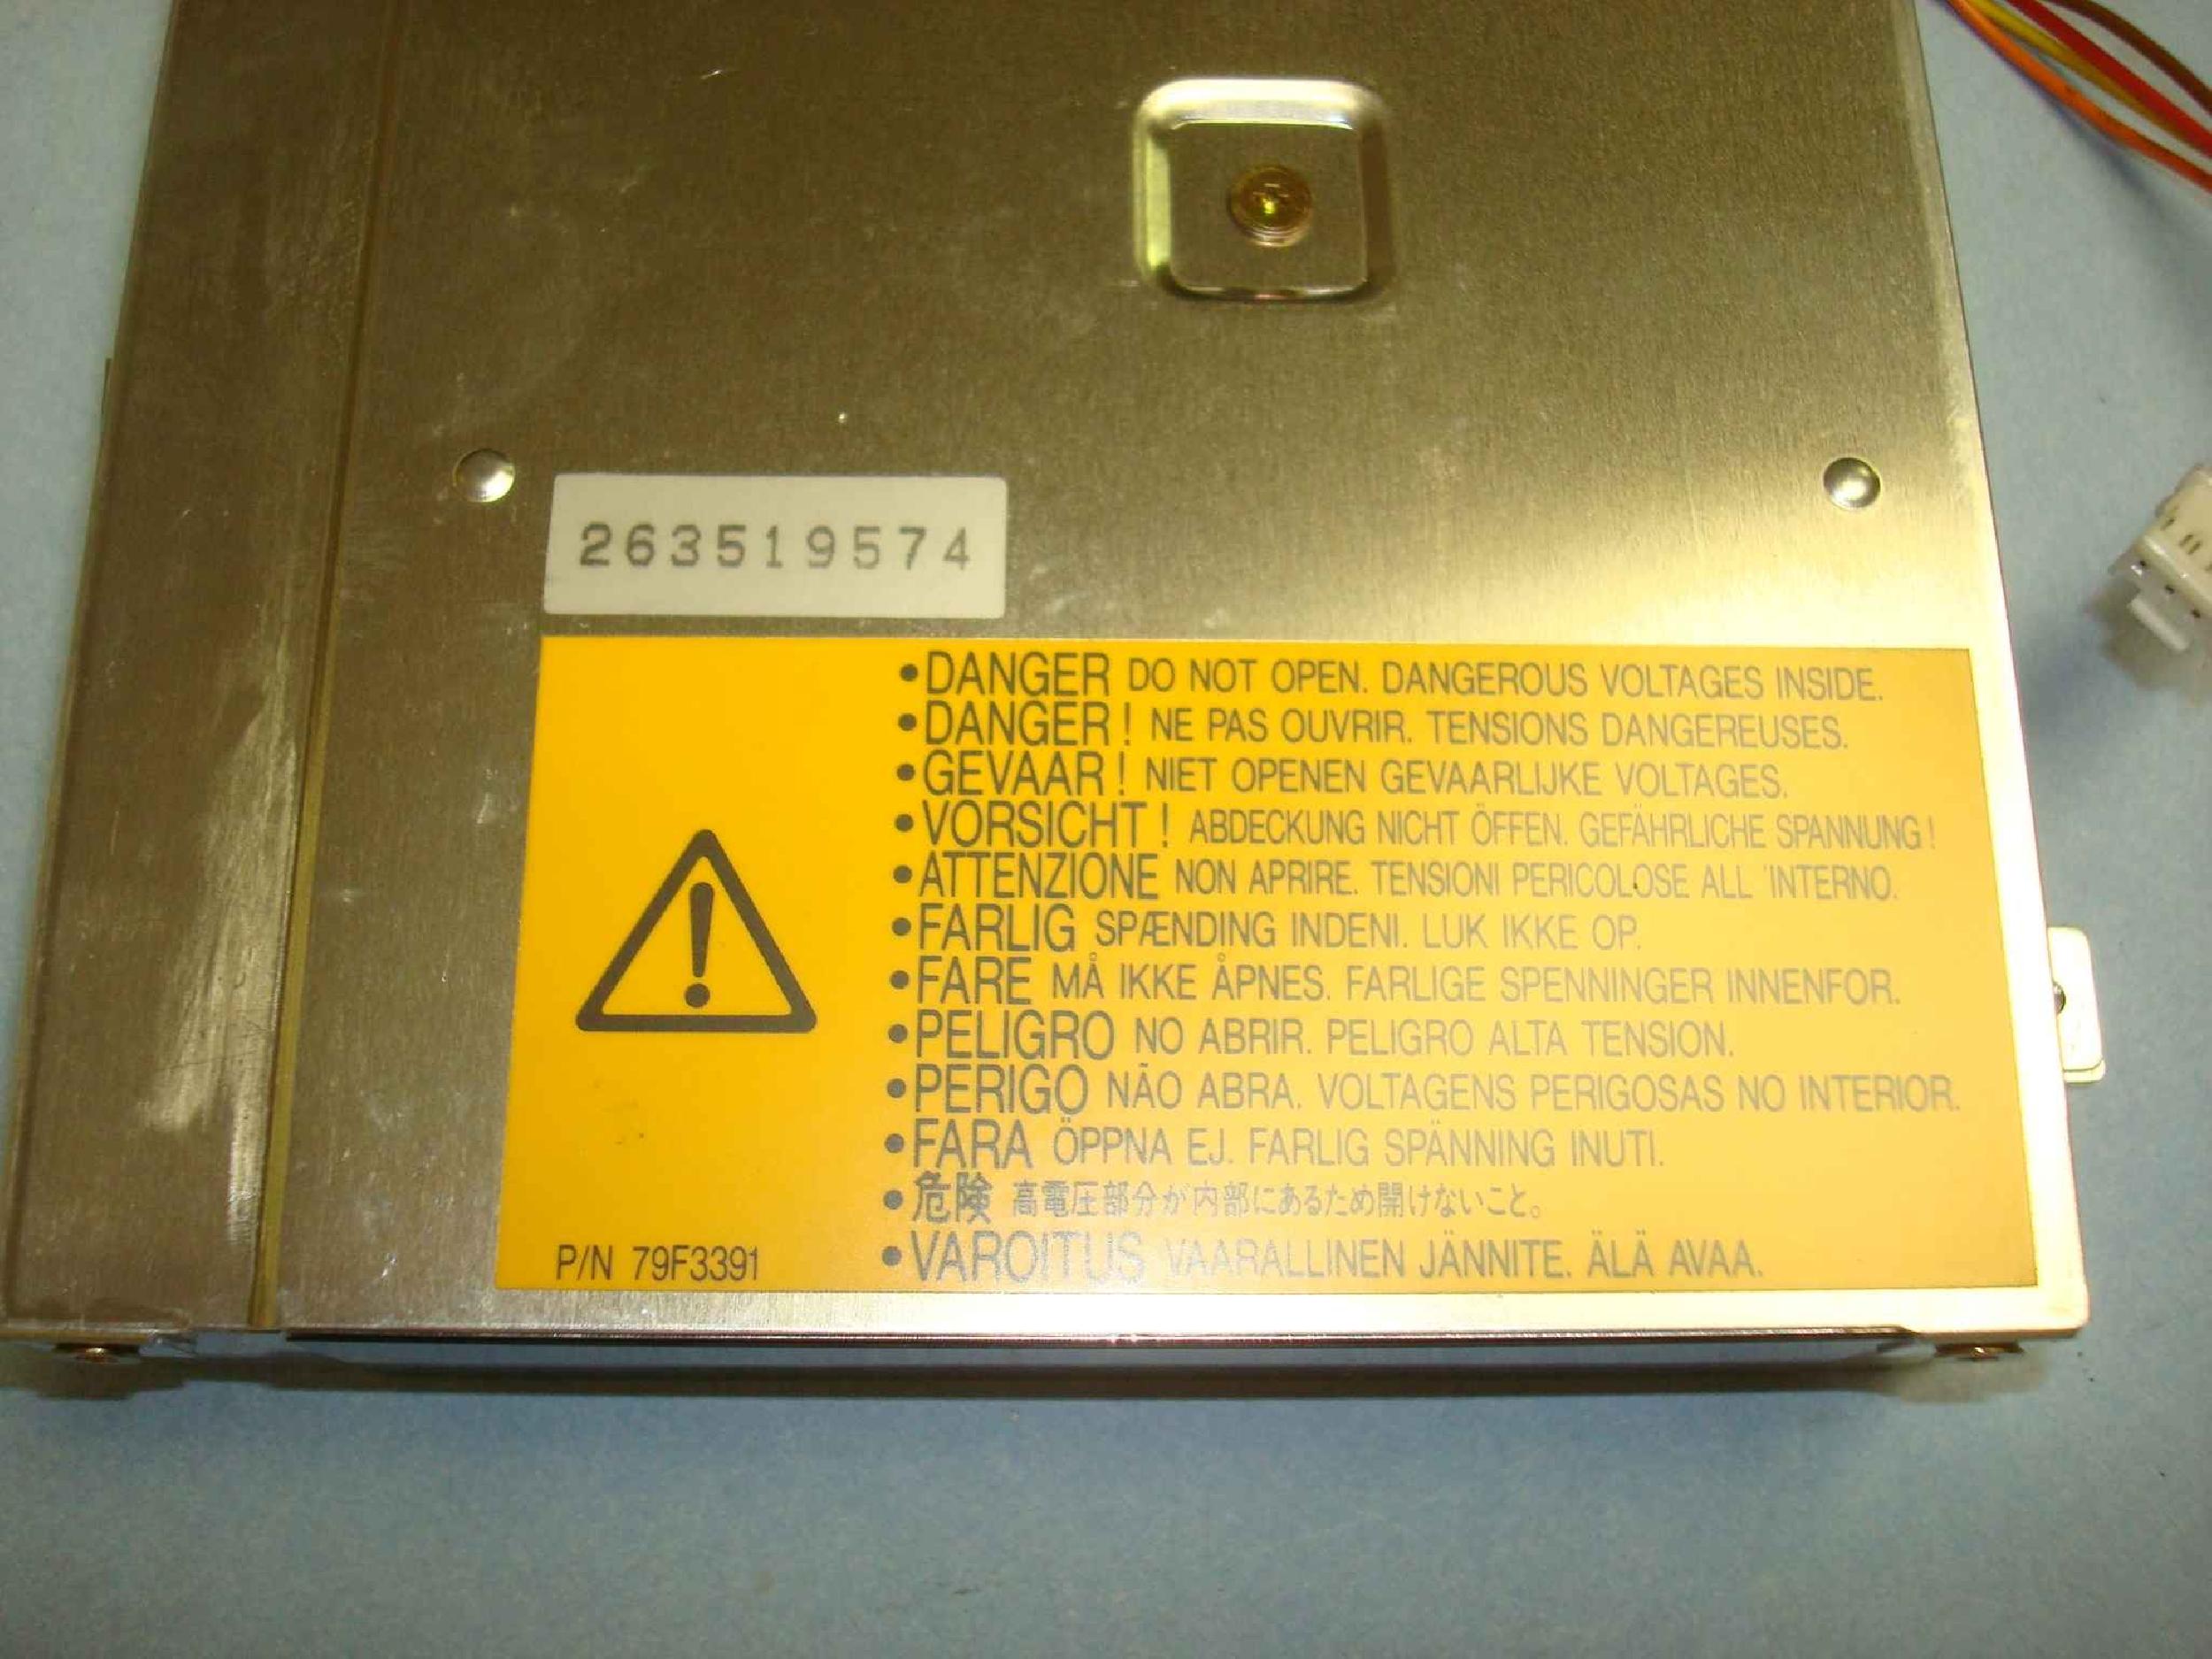 263519574
•DANGER DO NOT OPEN. DANGEROUS VOLTAGES INSIDE.
•DANGER! NE PAS OUVRIR. TENSIONS DANGEREUSES.
•GEVAAR! NIET OPENEN GEVAARLIJKE VOLTAGES.
•VORSICHT! ABDECKUNG NICHT ÖFFEN. GEFÄHRLICHE SPANNUNG!
•ATTENZIONE NON APRIRE. TENSIONI PERICOLOSE ALL 'INTERNO.
•FARLIG SPÆNDING INDENI. LUK IKKE OP.
•FARE MÅ IKKE ÅPNES. FARLIGE SPENNINGER INNENFOR.
•PELIGRO NO ABRIR. PELIGRO ALTA TENSION.
•PERIGO NÃO ABRA. VOLTAGENS PERIGOSAS NO INTERIOR.
•FARA ÖPPNA EJ. FARLIG SPÄNNING INUTI.
•危険 高電圧部分が内部にあるため開けないこと。
•VAROITUS VAARALLINEN JÄNNITE. ÄLÄ AVAA.
P/N 79F3391